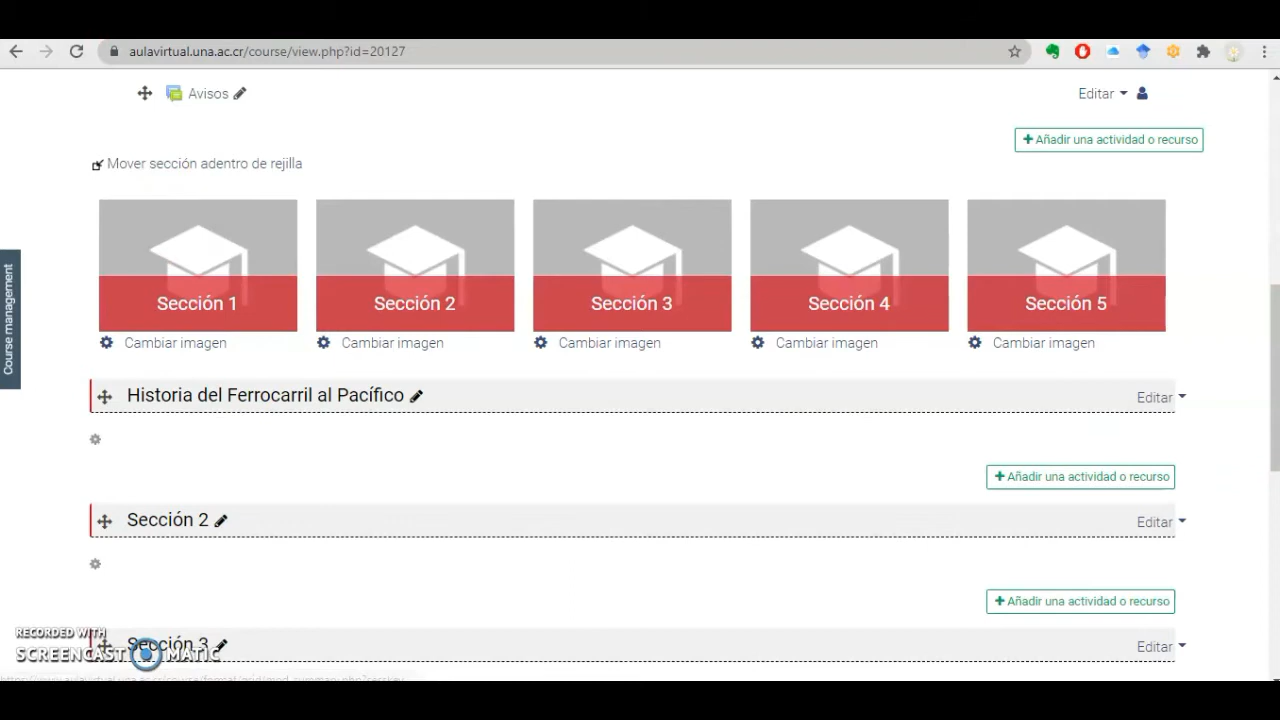 aulavirtual.una.ac.cr/course/view.php?id=20127
Avisos
Editar
+ Añadir una actividad o recurso
Mover sección adentro de rejilla
Sección 1
Sección 2
Sección 3
Sección 4
Sección 5
Cambiar imagen
Cambiar imagen
Cambiar imagen
Cambiar imagen
Cambiar imagen
Course management
Historia del Ferrocarril al Pacífico
Editar
+ Añadir una actividad o recurso
Sección 2
Editar
+ Añadir una actividad o recurso
Sección 3
Editar
RECORDED WITH
SCREENCAST MATIC